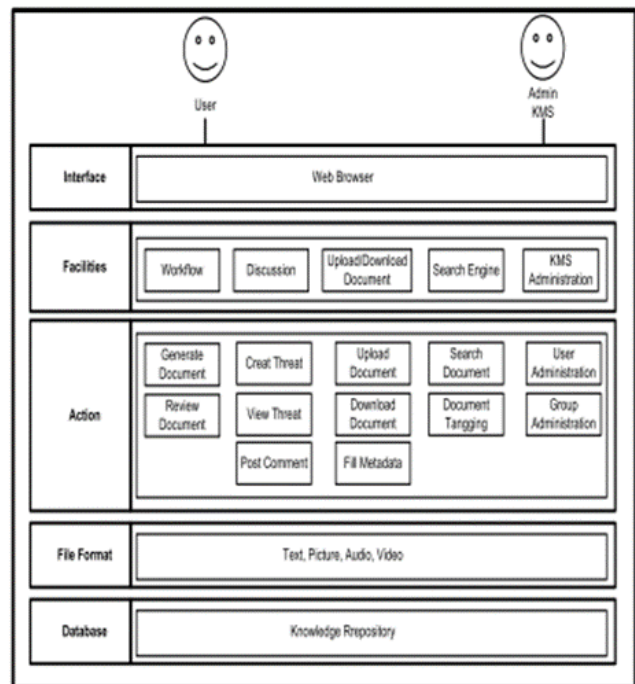 User
Admin
KMS
Interface
Web Browser
Facilities
Workflow
Discussion
Upload/Download
Document
Search Engine
KMS
Administration
Action
Generate
Document
Creat Threat
Upload
Document
Search
Document
User
Administration
Review
Document
View Threat
Download
Document
Document
Tangging
Group
Administration
Post Comment
Fill Metadata
File Format
Text, Picture, Audio, Video
Database
Knowledge Rrepository